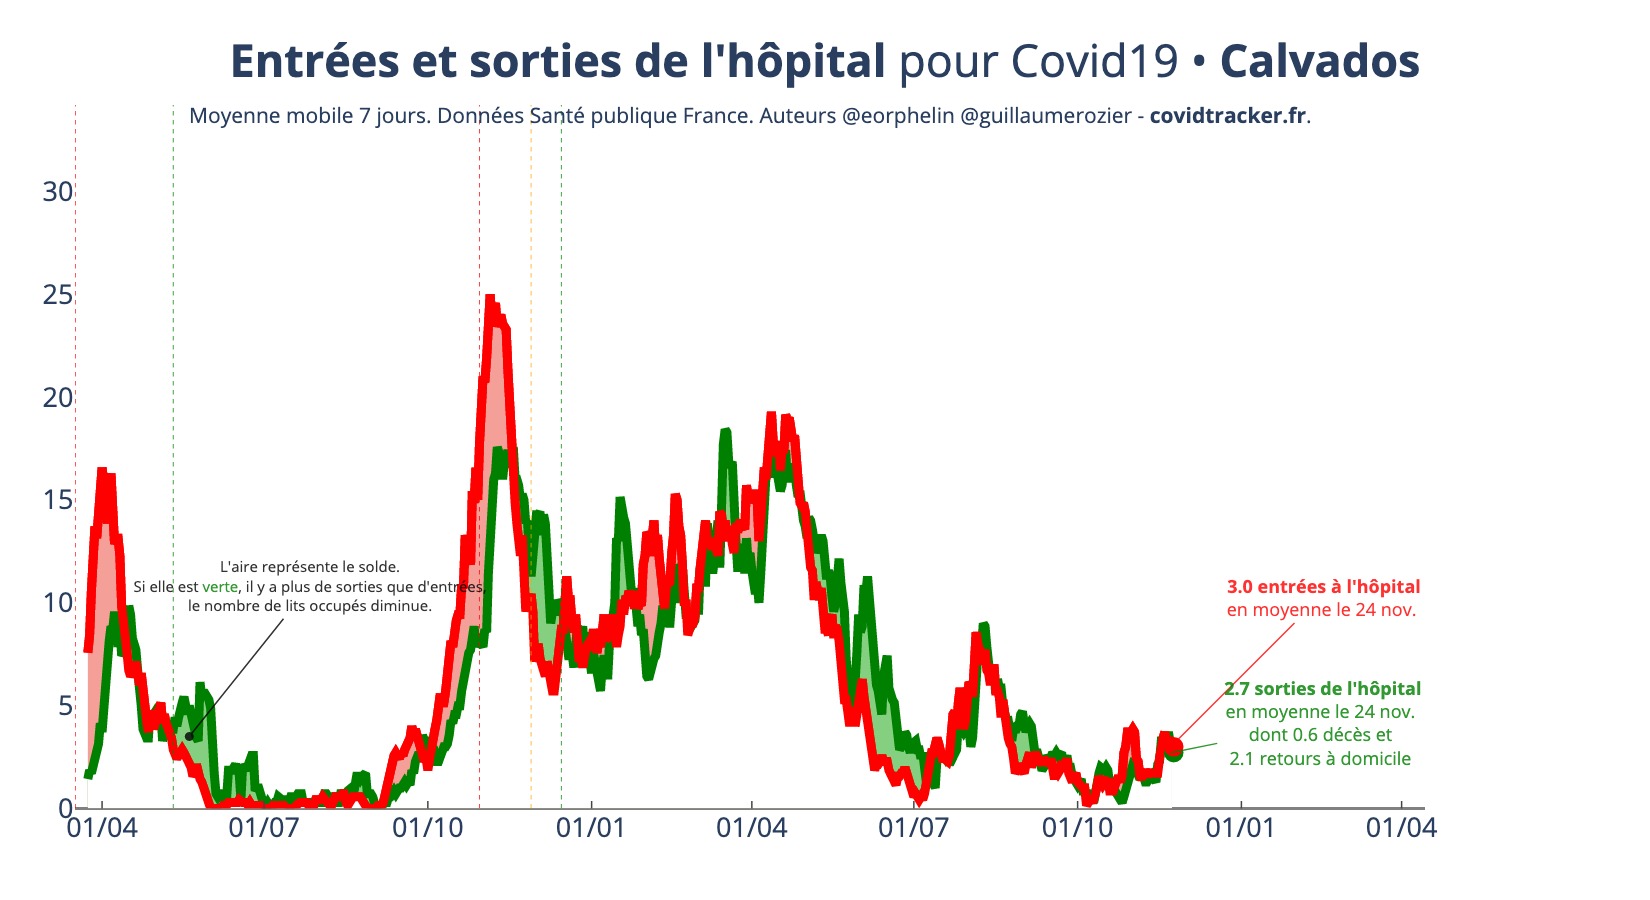 Entrées et sorties de l'hôpital pour Covid19 • Calvados
Moyenne mobile 7 jours. Données Santé publique France. Auteurs @eorphelin @guillaumerozier - covidtracker.fr.
30
25
20
15
10
5
0
L'aire représente le solde.
Si elle est verte, il y a plus de sorties que d'entrées,
le nombre de lits occupés diminue.
3.0 entrées à l'hôpital
en moyenne le 24 nov.
2.7 sorties de l'hôpital
en moyenne le 24 nov.
dont 0.6 décès et
2.1 retours à domicile
01/04 01/07 01/10 01/01 01/04 01/07 01/10 01/01 01/04